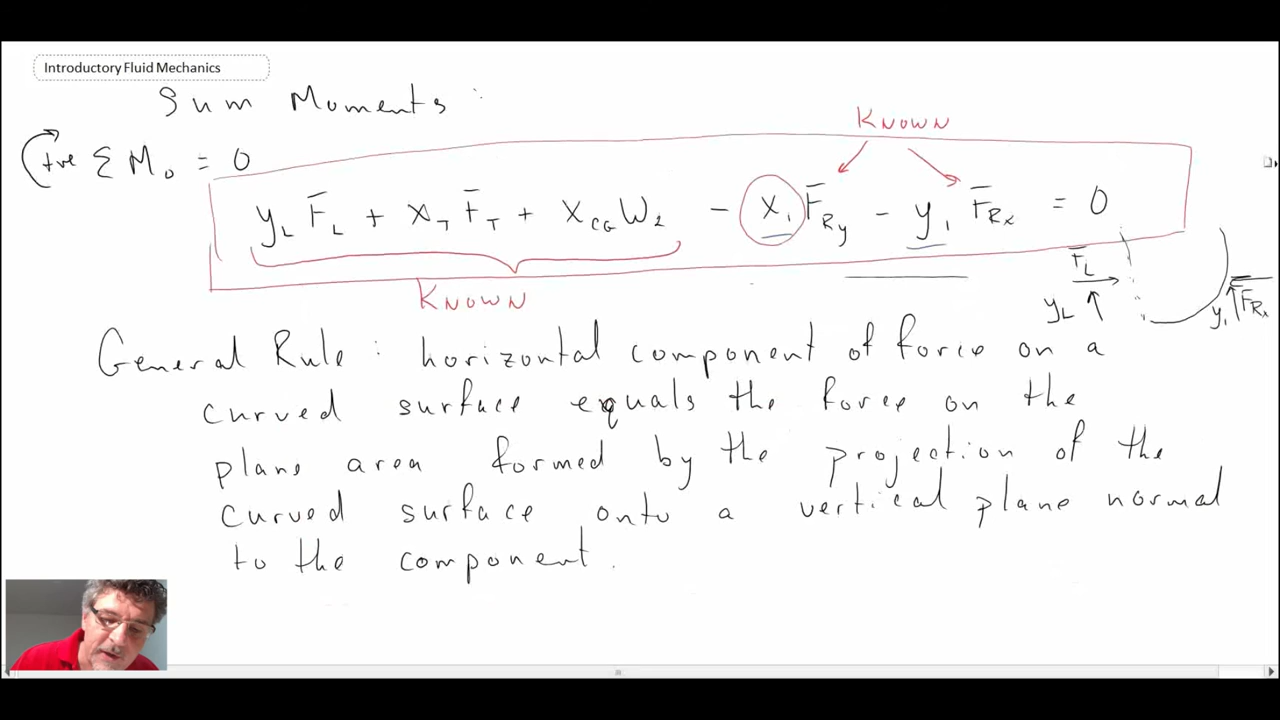 Introductory Fluid Mechanics
Sum Moments :
+ve Σ M₀ = 0
KNOWN
y_L F̄_L + x_T F̄_T + x_CG W₂ - x₁ F̄_Ry - y₁ F̄_Rx = 0
KNOWN
F̄_L
y_L
y₁ F̄_Rx
General Rule : horizontal component of force on a
curved surface equals the force on the
plane area formed by the projection of the
curved surface onto a vertical plane normal
to the component.